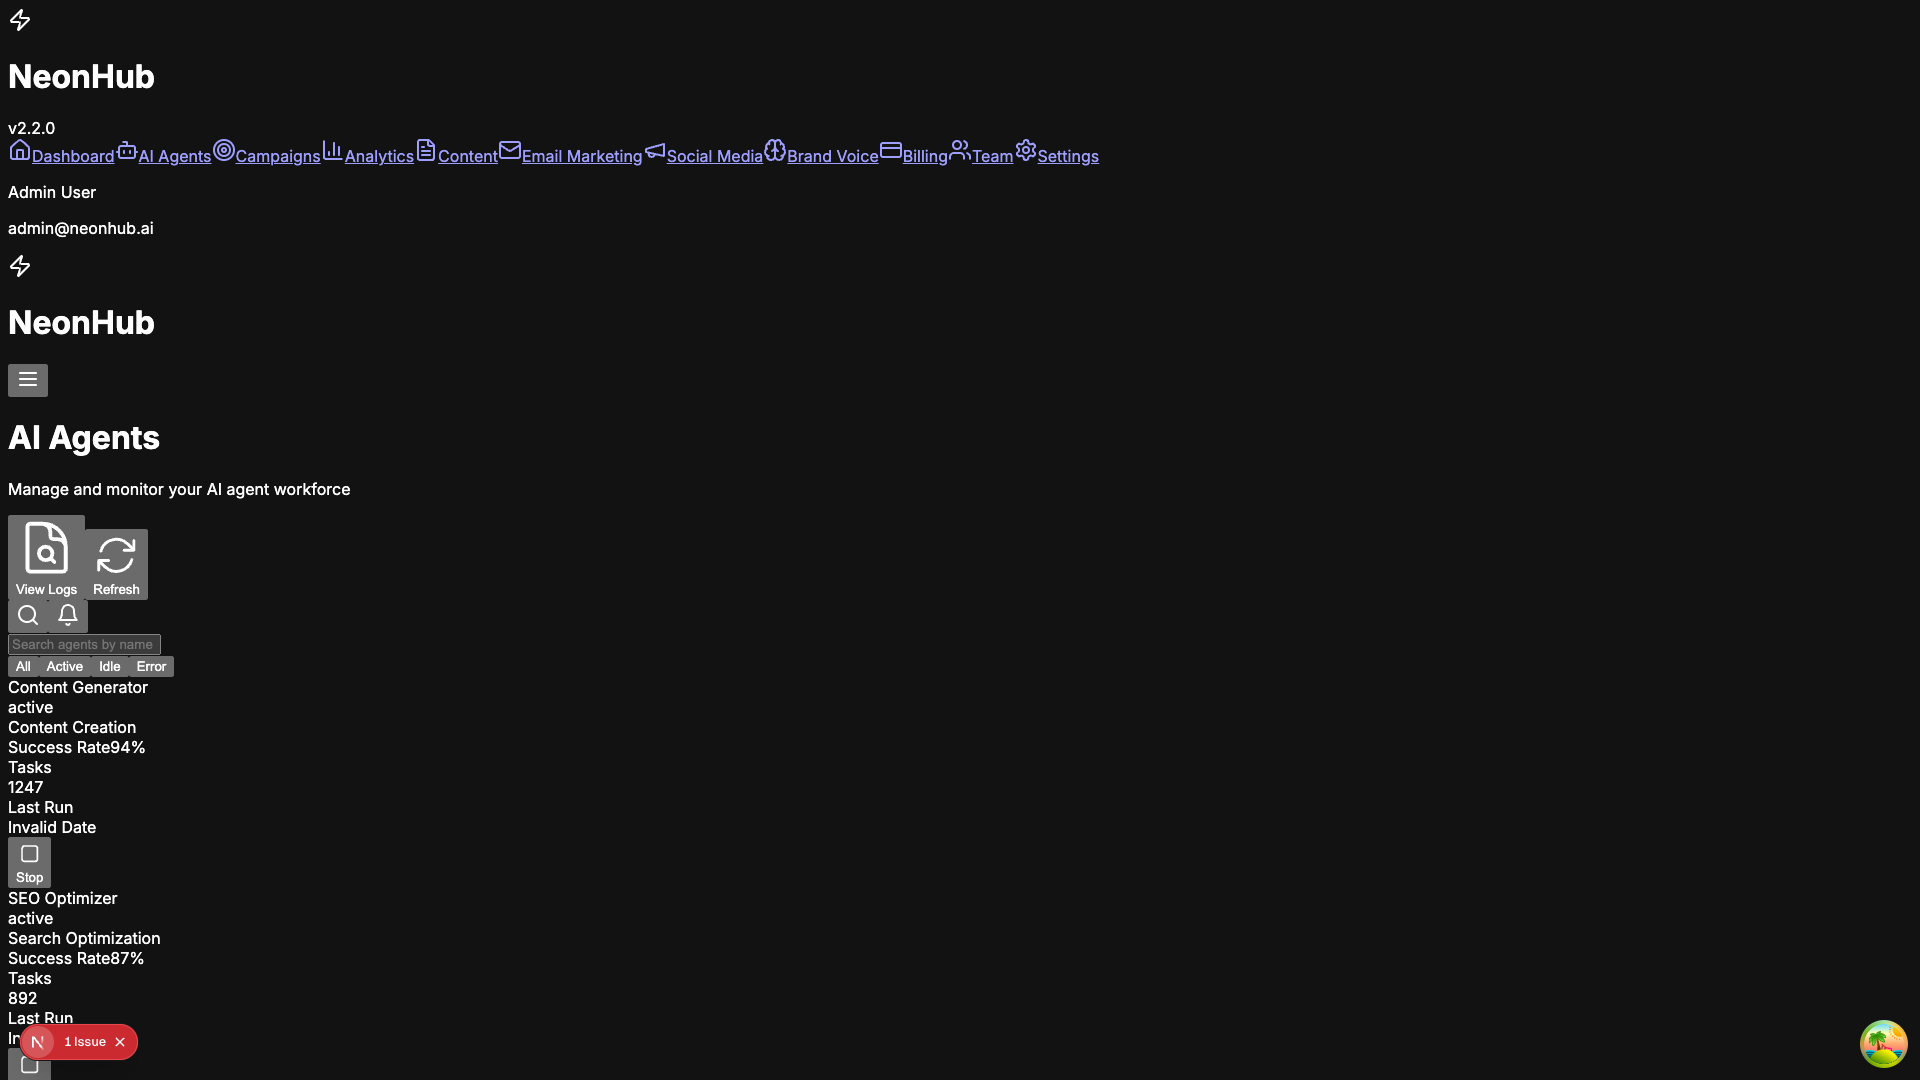 NeonHub
v2.2.0
Dashboard AI Agents Campaigns Analytics Content Email Marketing Social Media Brand Voice Billing Team Settings
Admin User
admin@neonhub.ai
NeonHub
AI Agents
Manage and monitor your AI agent workforce
View Logs Refresh
Search agents by name
All Active Idle Error
Content Generator
active
Content Creation
Success Rate94%
Tasks
1247
Last Run
Invalid Date
Stop
SEO Optimizer
active
Search Optimization
Success Rate87%
Tasks
892
Last Run
N 1 Issue